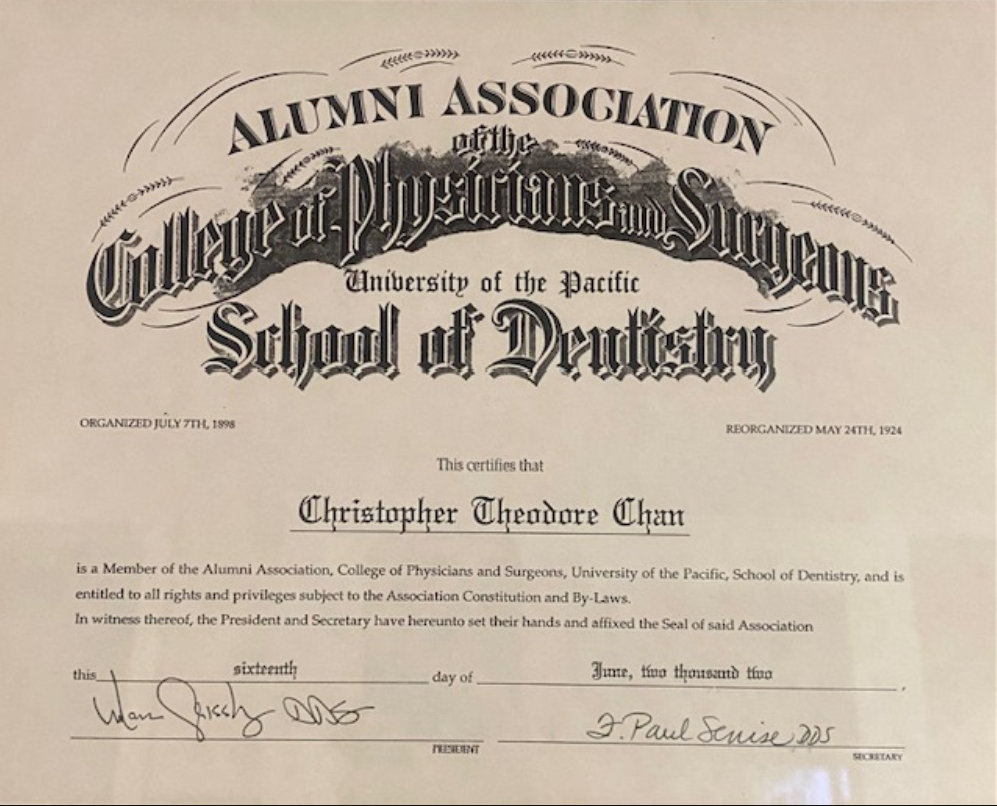 ALUMNI ASSOCIATION
of the
College of Physicians and Surgeons
University of the Pacific
School of Dentistry
ORGANIZED JULY 7TH, 1898
REORGANIZED MAY 24TH, 1924
This certifies that
Christopher Theodore Chan
is a Member of the Alumni Association, College of Physicians and Surgeons, University of the Pacific, School of Dentistry, and is
entitled to all rights and privileges subject to the Association Constitution and By-Laws.
In witness thereof, the President and Secretary have hereunto set their hands and affixed the Seal of said Association
this sixteenth day of June, two thousand two.
DDS
F. Paul Senise DDS
PRESIDENT
SECRETARY